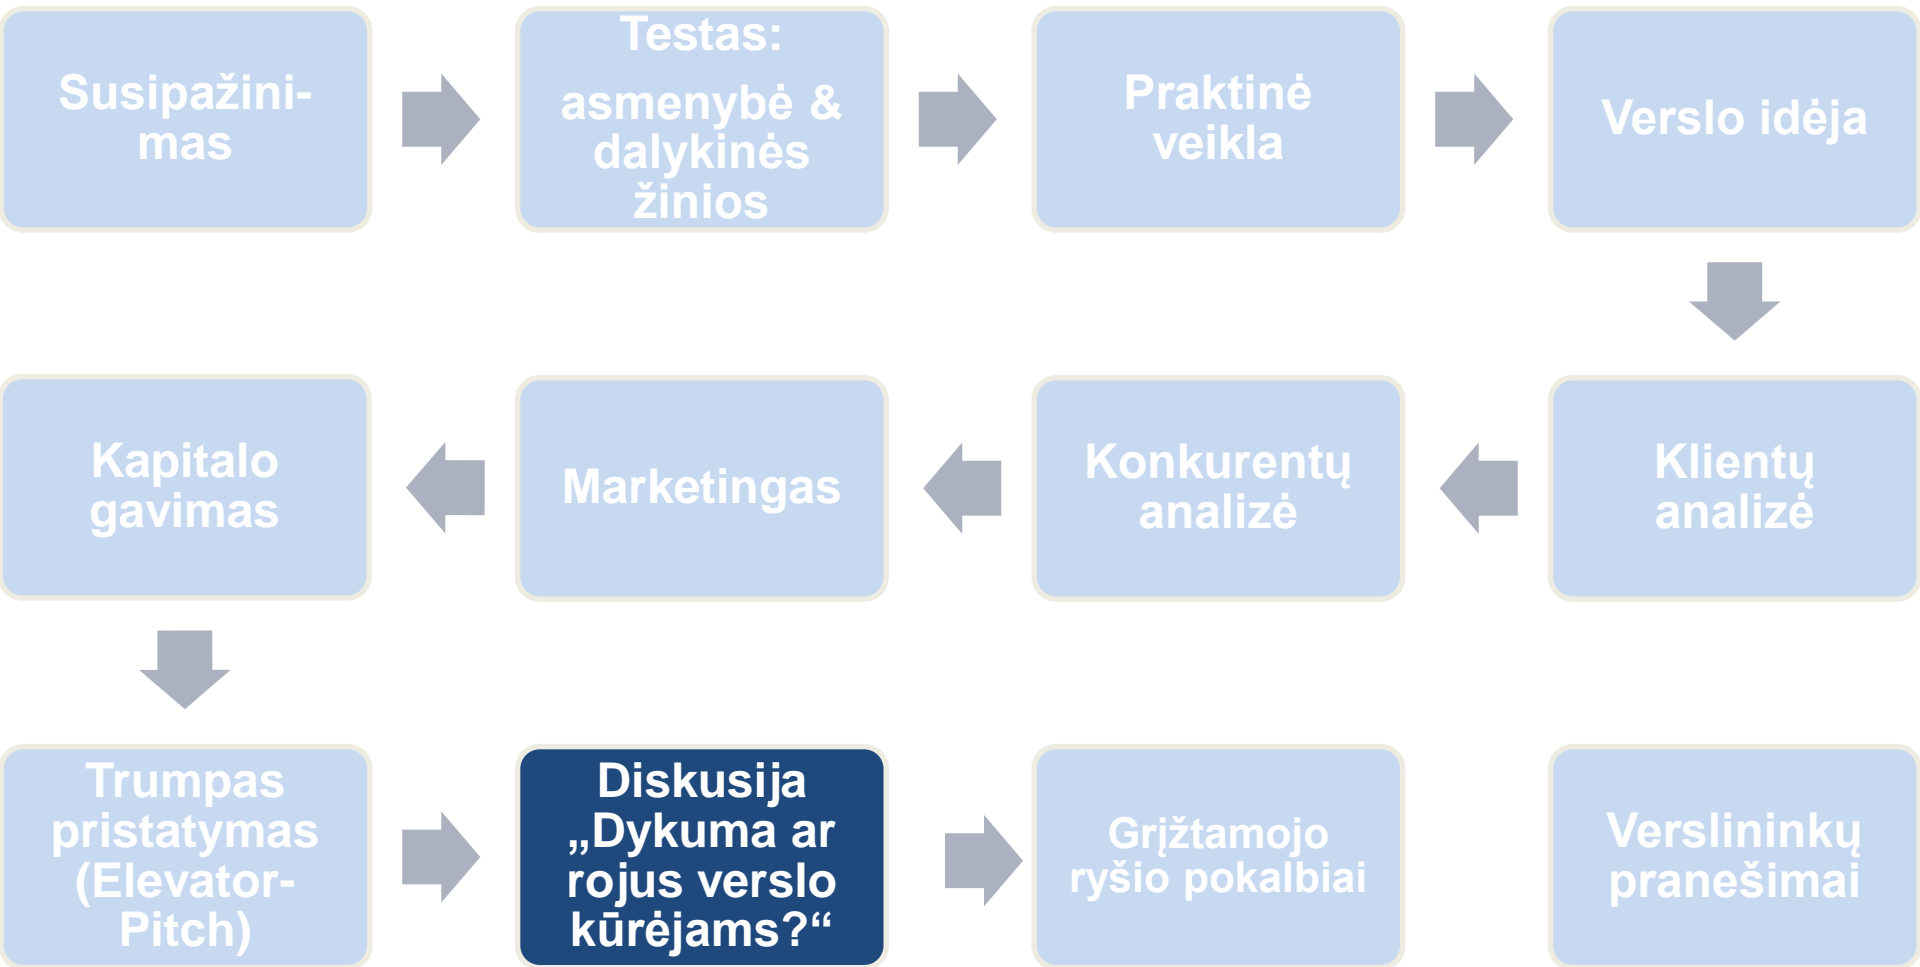 Susipažini-
mas
Testas:
asmenybė &
dalykinės
žinios
Praktinė
veikla
Verslo idėja
Klientų
analizė
Konkurentų
analizė
Marketingas
Kapitalo
gavimas
Trumpas
pristatymas
(Elevator-
Pitch)
Diskusija
„Dykuma ar
rojus verslo
kūrėjams?“
Grįžtamojo
ryšio pokalbiai
Verslininkų
pranešimai